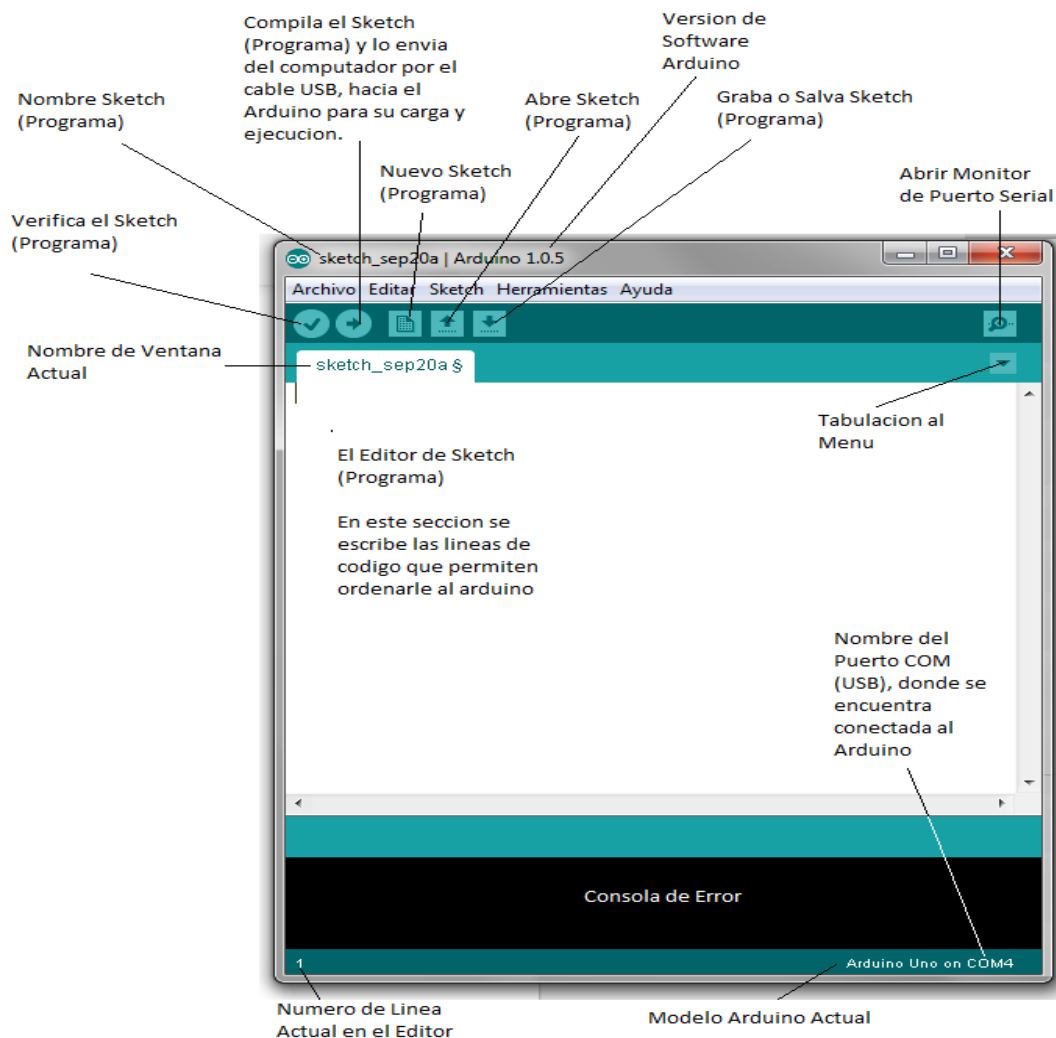 Compila el Sketch
(Programa) y lo envia
del computador por el
cable USB, hacia el
Arduino para su carga y
ejecucion.
Version de
Software
Arduino
Nombre Sketch
(Programa)
Abre Sketch
(Programa)
Graba o Salva Sketch
(Programa)
Nuevo Sketch
(Programa)
Abrir Monitor
de Puerto Serial
Verifica el Sketch
(Programa)
sketch_sep20a | Arduino 1.0.5
Archivo Editar Sketch Herramientas Ayuda
Nombre de Ventana
Actual
sketch_sep20a §
Tabulacion al
Menu
El Editor de Sketch
(Programa)
En este seccion se
escribe las lineas de
codigo que permiten
ordenarle al arduino
Nombre del
Puerto COM
(USB), donde se
encuentra
conectada al
Arduino
Consola de Error
1
Arduino Uno on COM4
Numero de Linea
Actual en el Editor
Modelo Arduino Actual